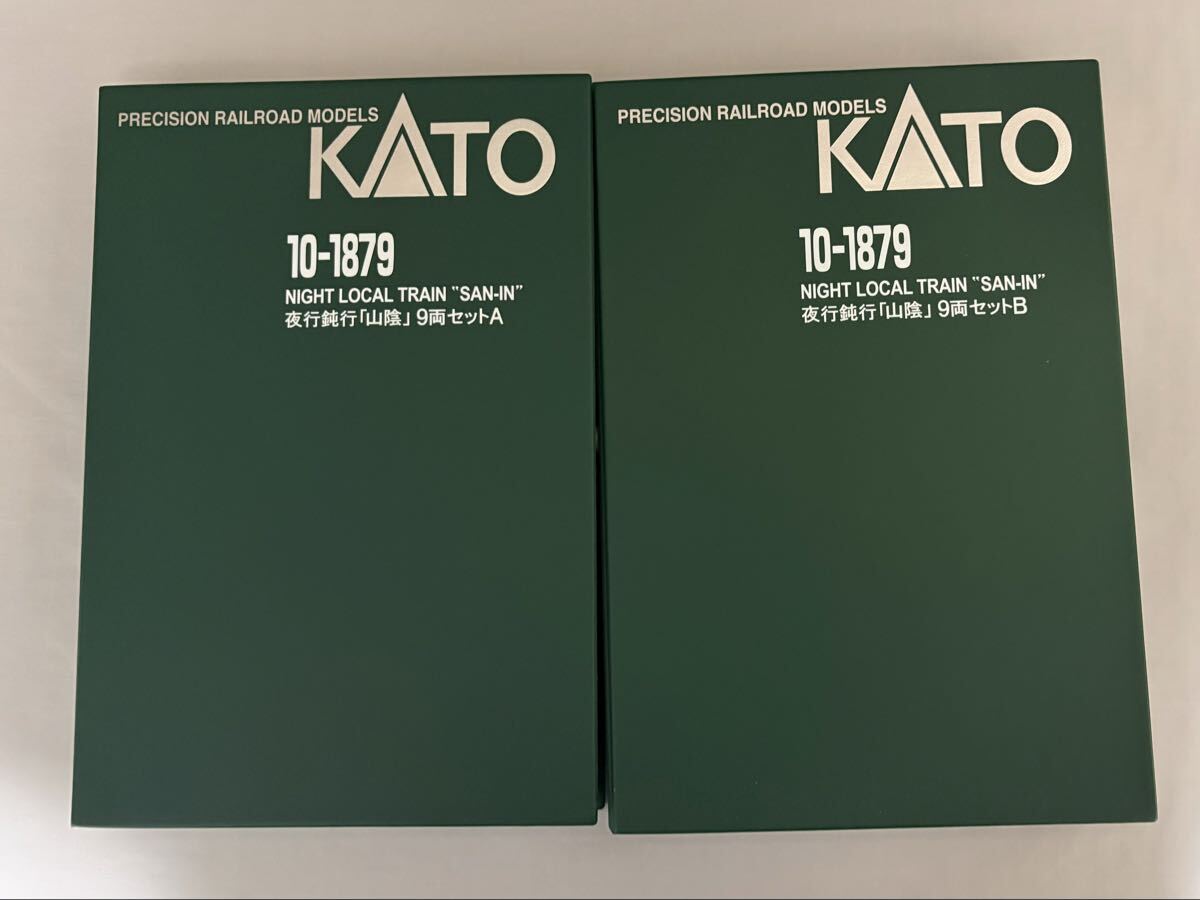 PRECISION RAILROAD MODELS
KATO
10-1879
NIGHT LOCAL TRAIN "SAN-IN"
夜行鈍行「山陰」9両セットA
PRECISION RAILROAD MODELS
KATO
10-1879
NIGHT LOCAL TRAIN "SAN-IN"
夜行鈍行「山陰」9両セットB